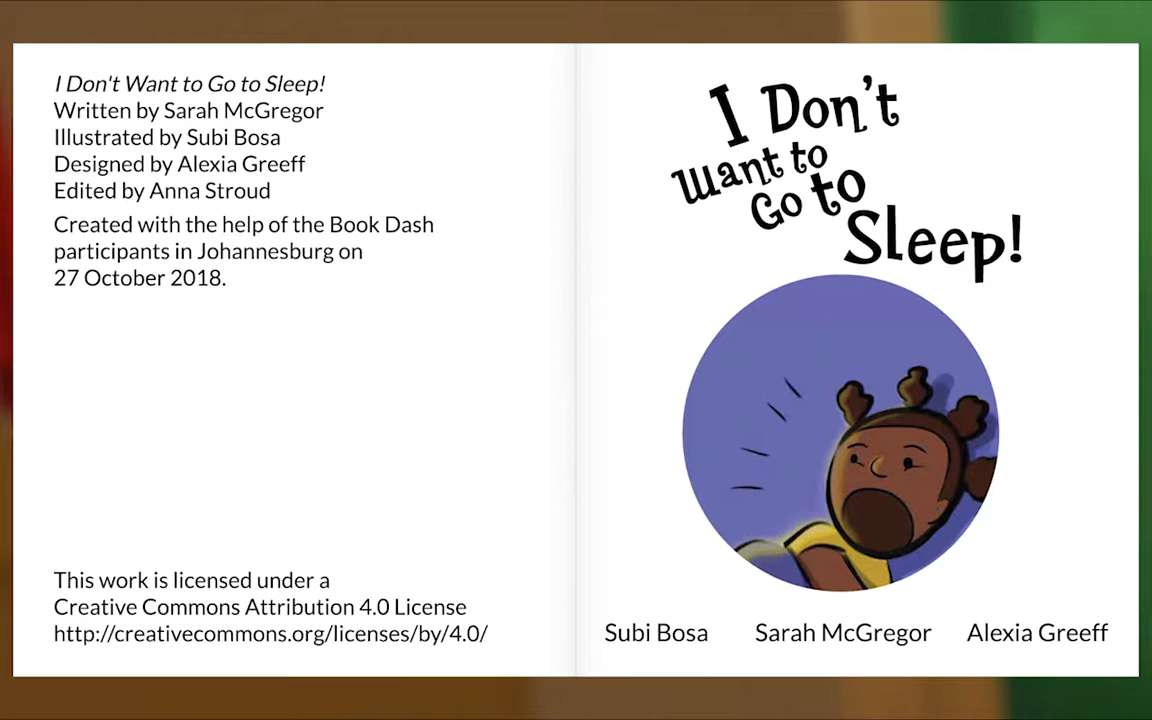 I Don't Want to Go to Sleep!
Written by Sarah McGregor
Illustrated by Subi Bosa
Designed by Alexia Greeff
Edited by Anna Stroud
Created with the help of the Book Dash
participants in Johannesburg on
27 October 2018.
This work is licensed under a
Creative Commons Attribution 4.0 License
http://creativecommons.org/licenses/by/4.0/
I Don't
Want to
Go to
Sleep!
Subi Bosa Sarah McGregor Alexia Greeff